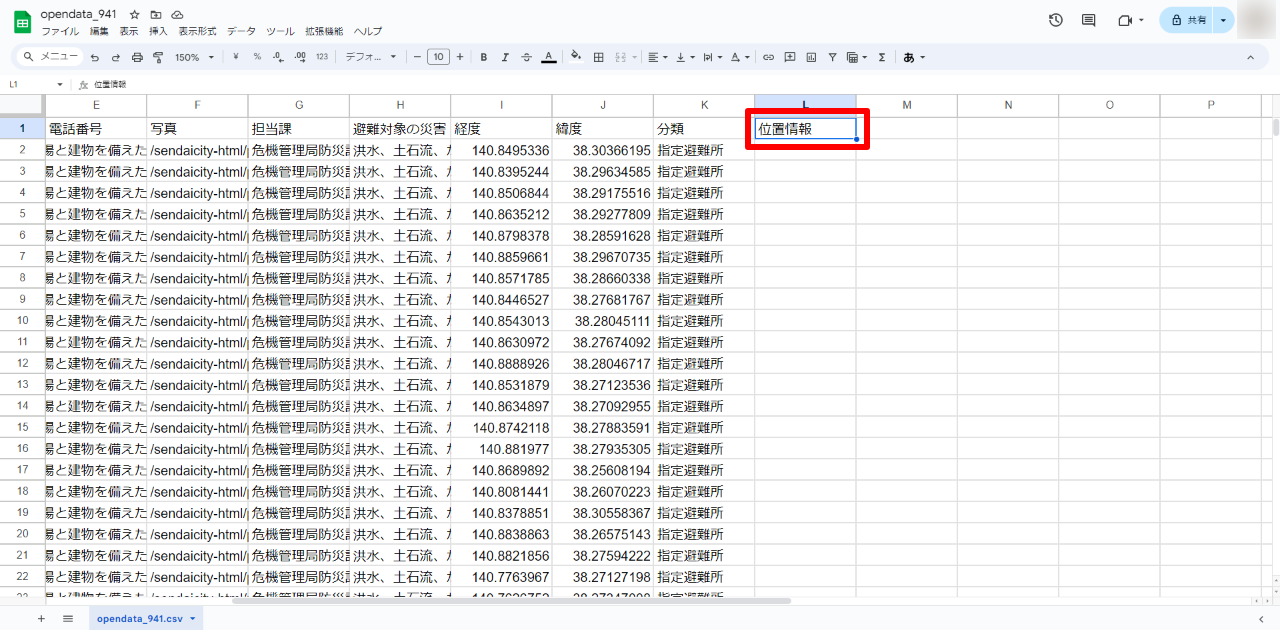 opendata_941
ファイル 編集 表示 挿入 表示形式 データ ツール 拡張機能 ヘルプ
共有
メニュー 150% ¥ % .0 .00 123 デフォ... 10 B I A Σ あ
L1 fx 位置情報
E F G H I J K L M N O P
1 電話番号 写真 担当課 避難対象の災害 経度 緯度 分類 位置情報
2 易と建物を備えた /sendaicity-html/ 危機管理局防災 洪水、土石流、 140.8495336 38.30366195 指定避難所
3 易と建物を備えた /sendaicity-html/ 危機管理局防災 洪水、土石流、 140.8395244 38.29634585 指定避難所
4 易と建物を備えた /sendaicity-html/ 危機管理局防災 洪水、土石流、 140.8506844 38.29175516 指定避難所
5 易と建物を備えた /sendaicity-html/ 危機管理局防災 洪水、土石流、 140.8635212 38.29277809 指定避難所
6 易と建物を備えた /sendaicity-html/ 危機管理局防災 洪水、土石流、 140.8798378 38.28591628 指定避難所
7 易と建物を備えた /sendaicity-html/ 危機管理局防災 洪水、土石流、 140.8859661 38.29670735 指定避難所
8 易と建物を備えた /sendaicity-html/ 危機管理局防災 洪水、土石流、 140.8571785 38.28660338 指定避難所
9 易と建物を備えた /sendaicity-html/ 危機管理局防災 洪水、土石流、 140.8446527 38.27681767 指定避難所
10 易と建物を備えた /sendaicity-html/ 危機管理局防災 洪水、土石流、 140.8543013 38.28045111 指定避難所
11 易と建物を備えた /sendaicity-html/ 危機管理局防災 洪水、土石流、 140.8630972 38.27674092 指定避難所
12 易と建物を備えた /sendaicity-html/ 危機管理局防災 洪水、土石流、 140.8888926 38.28046717 指定避難所
13 易と建物を備えた /sendaicity-html/ 危機管理局防災 洪水、土石流、 140.8531879 38.27123536 指定避難所
14 易と建物を備えた /sendaicity-html/ 危機管理局防災 洪水、土石流、 140.8634897 38.27092955 指定避難所
15 易と建物を備えた /sendaicity-html/ 危機管理局防災 洪水、土石流、 140.8742118 38.27883591 指定避難所
16 易と建物を備えた /sendaicity-html/ 危機管理局防災 洪水、土石流、 140.881977 38.27935305 指定避難所
17 易と建物を備えた /sendaicity-html/ 危機管理局防災 洪水、土石流、 140.8689892 38.25608194 指定避難所
18 易と建物を備えた /sendaicity-html/ 危機管理局防災 洪水、土石流、 140.8081441 38.26070223 指定避難所
19 易と建物を備えた /sendaicity-html/ 危機管理局防災 洪水、土石流、 140.8378851 38.30558367 指定避難所
20 易と建物を備えた /sendaicity-html/ 危機管理局防災 洪水、土石流、 140.8838863 38.26575143 指定避難所
21 易と建物を備えた /sendaicity-html/ 危機管理局防災 洪水、土石流、 140.8821856 38.27594222 指定避難所
22 易と建物を備えた /sendaicity-html/ 危機管理局防災 洪水、土石流、 140.7763967 38.27127198 指定避難所
opendata_941.csv